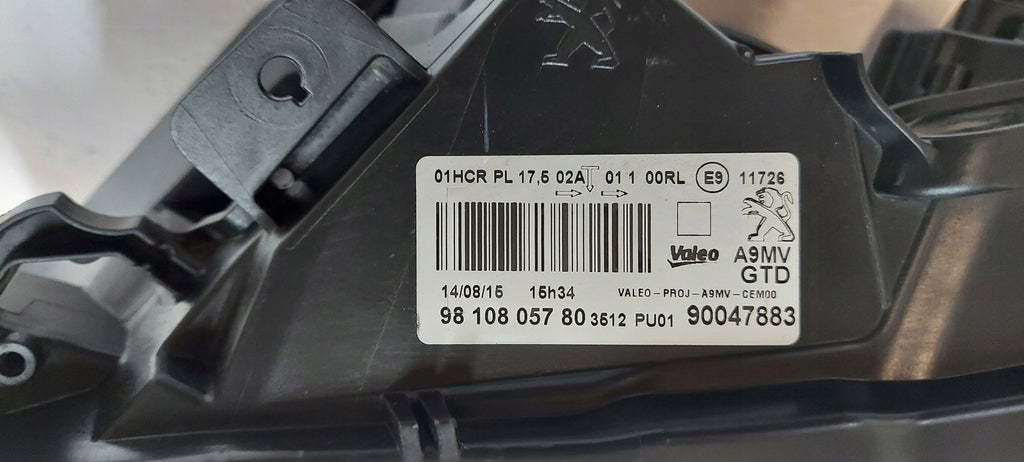 01HCR PL 17,5 02A 01 1 00RL E9 11726
Valeo A9MV
GTD
14/08/15 15h34 VALEO-PROJ-A9MV-CEM00
98 108 057 80 3512 PU01 90047883